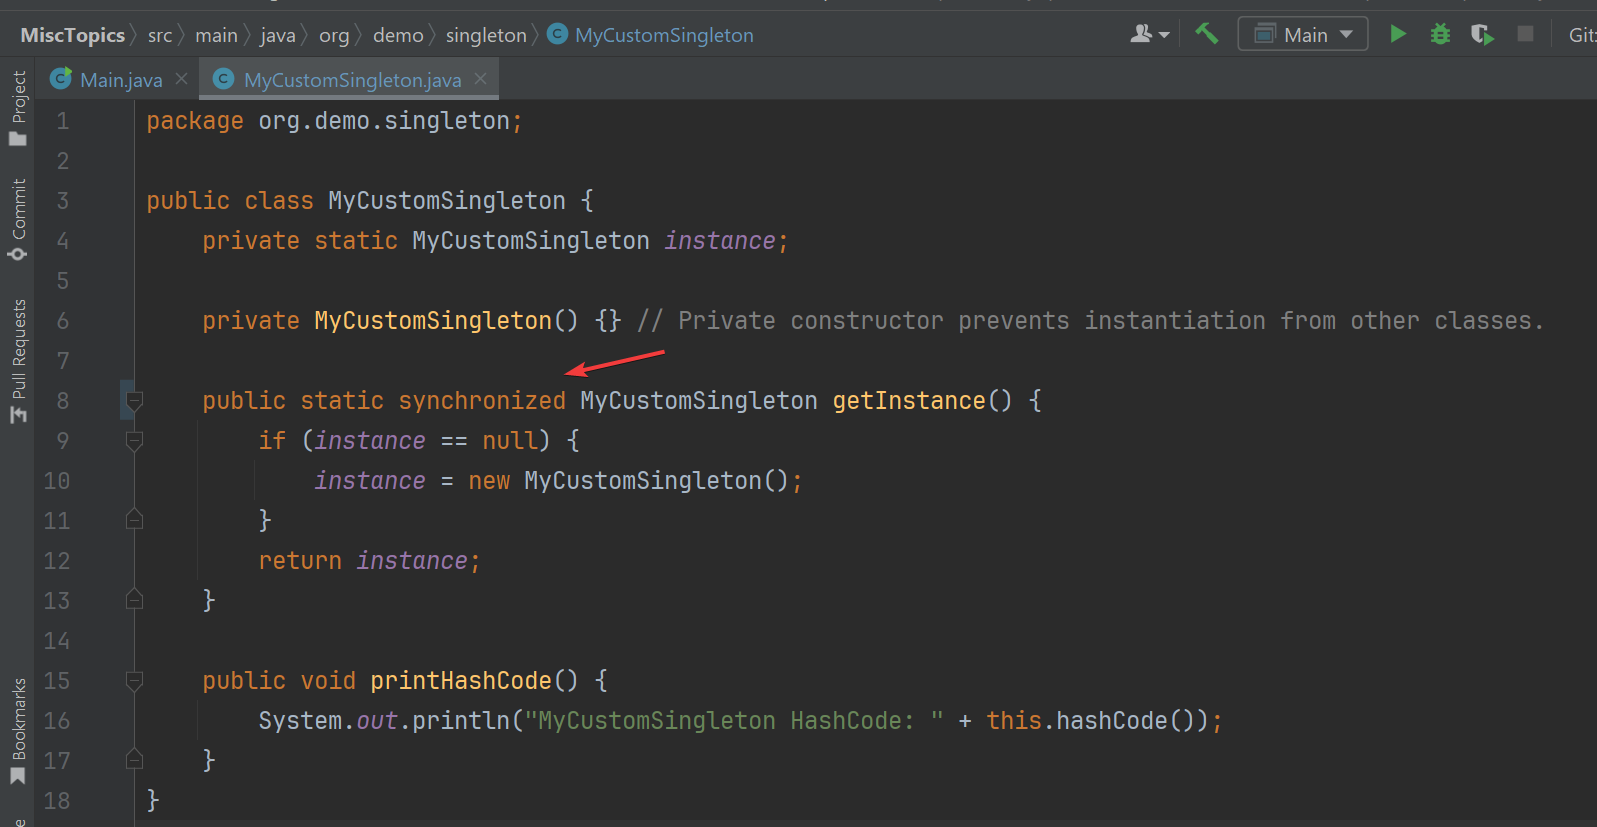 MiscTopics src main java org demo singleton MyCustomSingleton Main Git:
Main.java MyCustomSingleton.java
Project
Commit
Pull Requests
Bookmarks
1 package org.demo.singleton;
2
3 public class MyCustomSingleton {
4 private static MyCustomSingleton instance;
5
6 private MyCustomSingleton() {} // Private constructor prevents instantiation from other classes.
7
8 public static synchronized MyCustomSingleton getInstance() {
9 if (instance == null) {
10 instance = new MyCustomSingleton();
11 }
12 return instance;
13 }
14
15 public void printHashCode() {
16 System.out.println("MyCustomSingleton HashCode: " + this.hashCode());
17 }
18 }